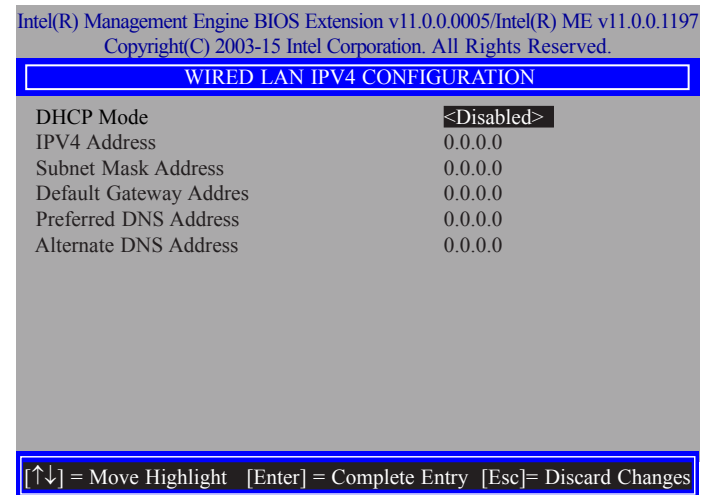 Intel(R) Management Engine BIOS Extension v11.0.0.0005/Intel(R) ME v11.0.0.1197
Copyright(C) 2003-15 Intel Corporation. All Rights Reserved.
WIRED LAN IPV4 CONFIGURATION
DHCP Mode <Disabled>
IPV4 Address 0.0.0.0
Subnet Mask Address 0.0.0.0
Default Gateway Addres 0.0.0.0
Preferred DNS Address 0.0.0.0
Alternate DNS Address 0.0.0.0
[↑↓] = Move Highlight [Enter] = Complete Entry [Esc]= Discard Changes